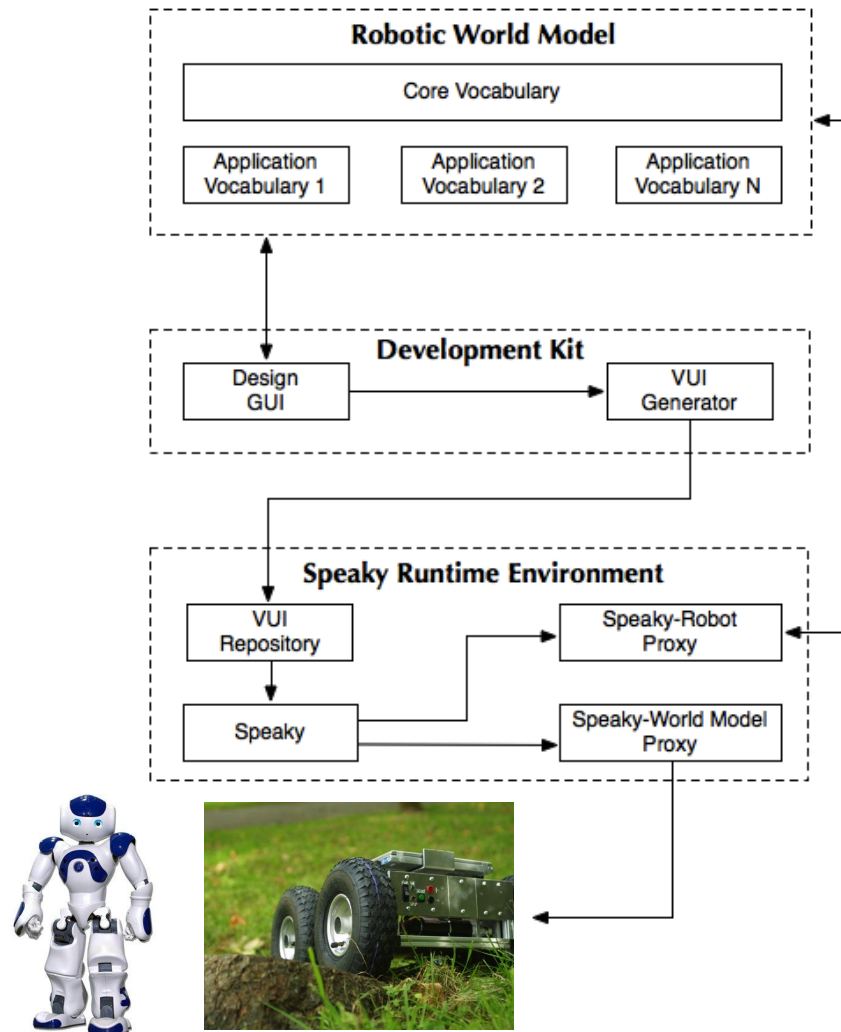 Robotic World Model
Core Vocabulary
Application
Vocabulary 1
Application
Vocabulary 2
Application
Vocabulary N
Development Kit
Design
GUI
VUI
Generator
Speaky Runtime Environment
VUI
Repository
Speaky-Robot
Proxy
Speaky
Speaky-World Model
Proxy